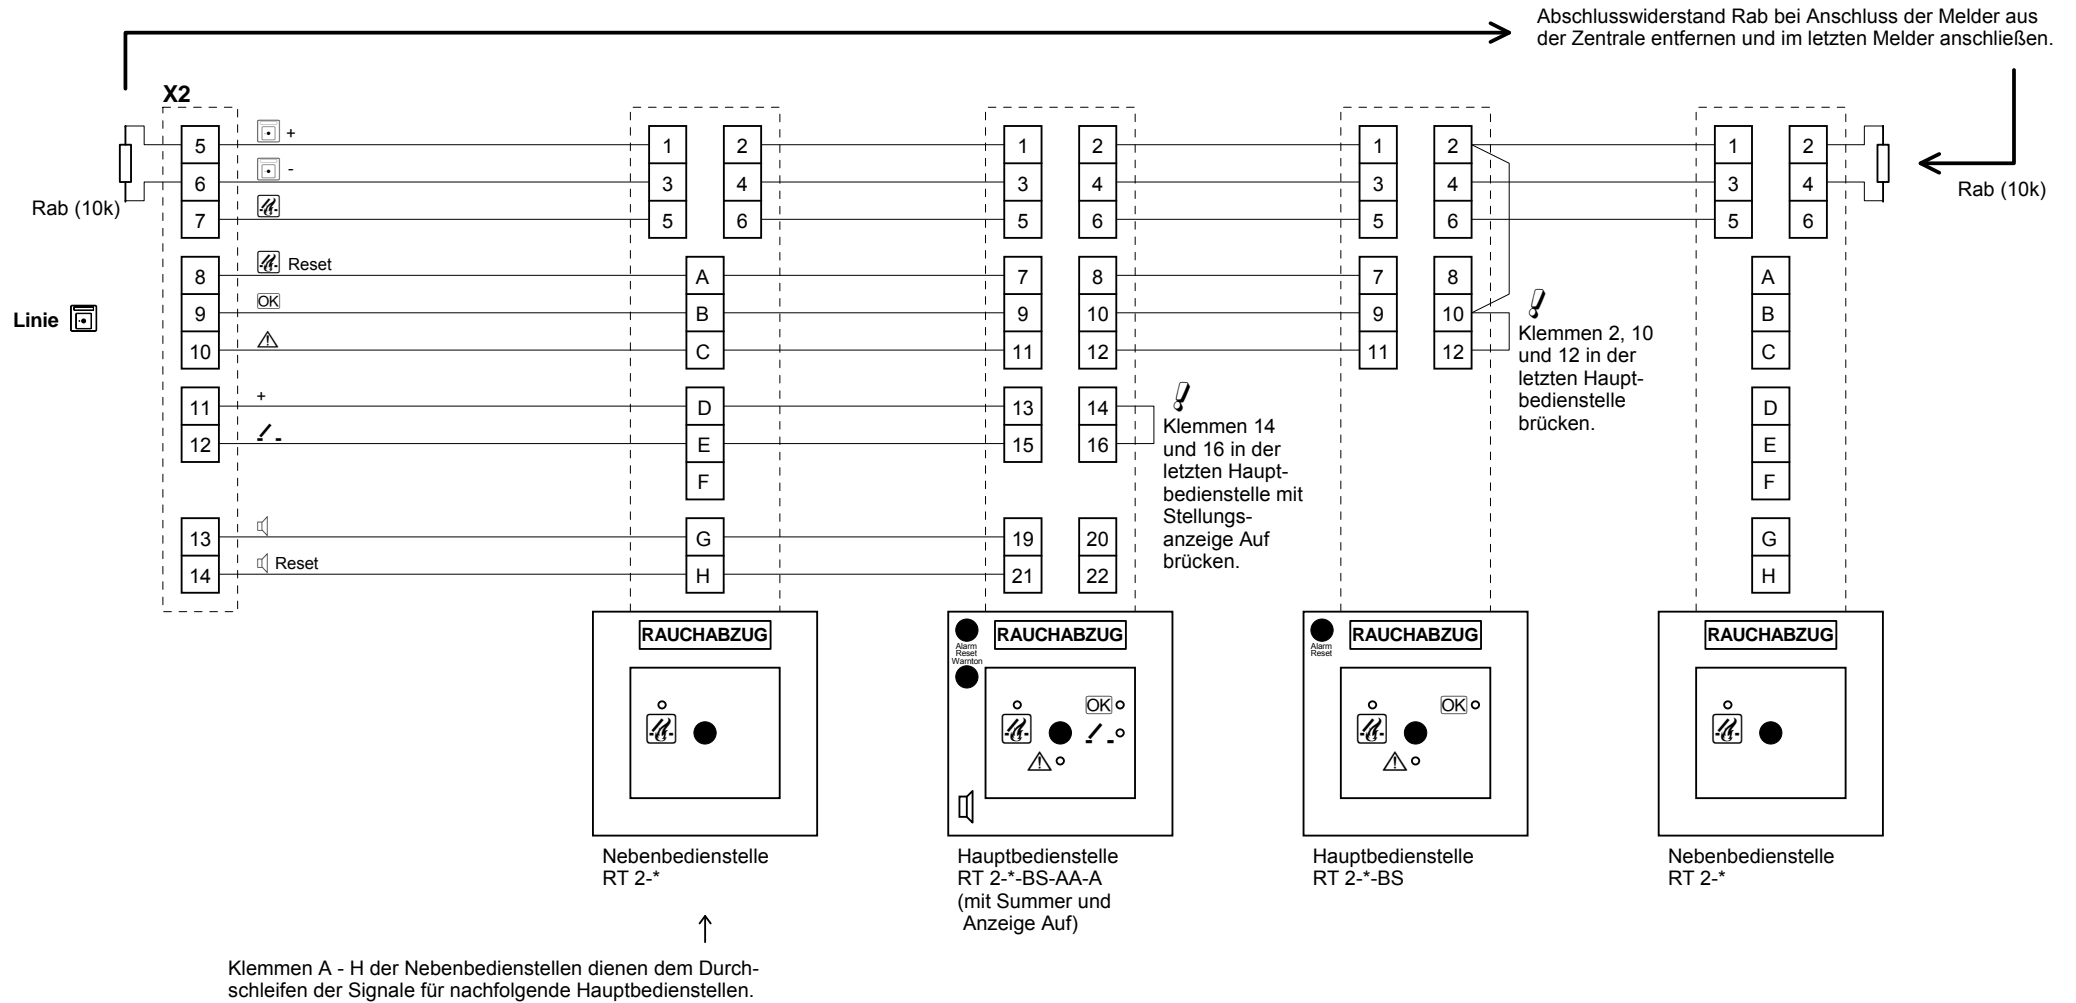 Abschlusswiderstand Rab bei Anschluss der Melder aus
der Zentrale entfernen und im letzten Melder anschließen.
X2
5 + 1 2 1 2 1 2 1 2
6 - 3 4 3 4 3 4 3 4
Rab (10k)
Rab (10k)
7 5 6 5 6 5 6 5 6
8 Reset A 7 8 7 8 A
9 OK B 9 10 9 10 B
Linie
10 C 11 12 11 12 C
Klemmen 2, 10
und 12 in der
letzten Haupt-
bedienstelle
brücken.
11 + D 13 14 D
12 E 15 16 E
F F
Klemmen 14
und 16 in der
letzten Haupt-
bedienstelle mit
Stellungs-
anzeige Auf
brücken.
13 G 19 20 G
14 Reset H 21 22 H
RAUCHABZUG
Alarm
Reset
Warnton
RAUCHABZUG
OK
Alarm
Reset
RAUCHABZUG
OK
RAUCHABZUG
Nebenbedienstelle
RT 2-*
Hauptbedienstelle
RT 2-*-BS-AA-A
(mit Summer und
Anzeige Auf)
Hauptbedienstelle
RT 2-*-BS
Nebenbedienstelle
RT 2-*
Klemmen A - H der Nebenbedienstellen dienen dem Durch-
schleifen der Signale für nachfolgende Hauptbedienstellen.